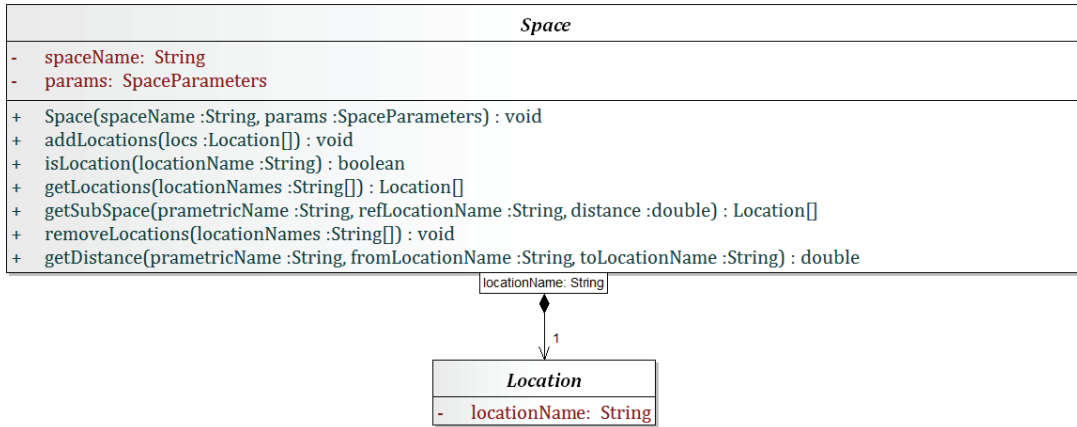 Space
- spaceName: String
- params: SpaceParameters
+ Space(spaceName :String, params :SpaceParameters) : void
+ addLocations(locs :Location[]) : void
+ isLocation(locationName :String) : boolean
+ getLocations(locationNames :String[]) : Location[]
+ getSubSpace(prametricName :String, refLocationName :String, distance :double) : Location[]
+ removeLocations(locationNames :String[]) : void
+ getDistance(prametricName :String, fromLocationName :String, toLocationName :String) : double
locationName: String
1
Location
- locationName: String